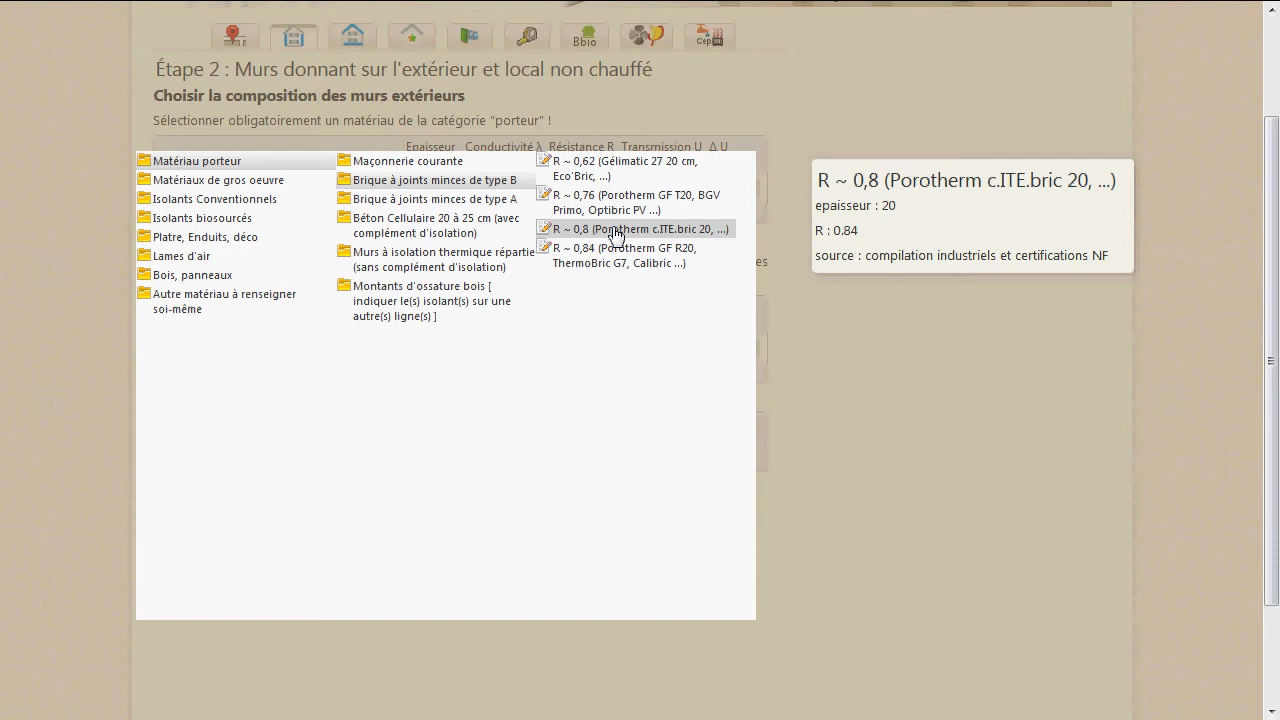 Bbio
Cep
Étape 2 : Murs donnant sur l'extérieur et local non chauffé
Choisir la composition des murs extérieurs
Sélectionner obligatoirement un matériau de la catégorie "porteur" !
Epaisseur Conductivité λ Résistance R Transmission U Δ U
Matériau porteur
Matériaux de gros oeuvre
Isolants Conventionnels
Isolants biosourcés
Platre, Enduits, déco
Lames d'air
Bois, panneaux
Autre matériau à renseigner
soi-même
Maçonnerie courante
Brique à joints minces de type B
Brique à joints minces de type A
Béton Cellulaire 20 à 25 cm (avec
complément d'isolation)
Murs à isolation thermique répartie
(sans complément d'isolation)
Montants d'ossature bois [
indiquer le(s) isolant(s) sur une
autre(s) ligne(s) ]
R ~ 0,62 (Gélimatic 27 20 cm,
Eco'Bric, ...)
R ~ 0,76 (Porotherm GF T20, BGV
Primo, Optibric PV ...)
R ~ 0,8 (Porotherm c.ITE.bric 20, ...)
R ~ 0,84 (Porotherm GF R20,
ThermoBric G7, Calibric ...)
es
R ~ 0,8 (Porotherm c.ITE.bric 20, ...)
epaisseur : 20
R : 0.84
source : compilation industriels et certifications NF